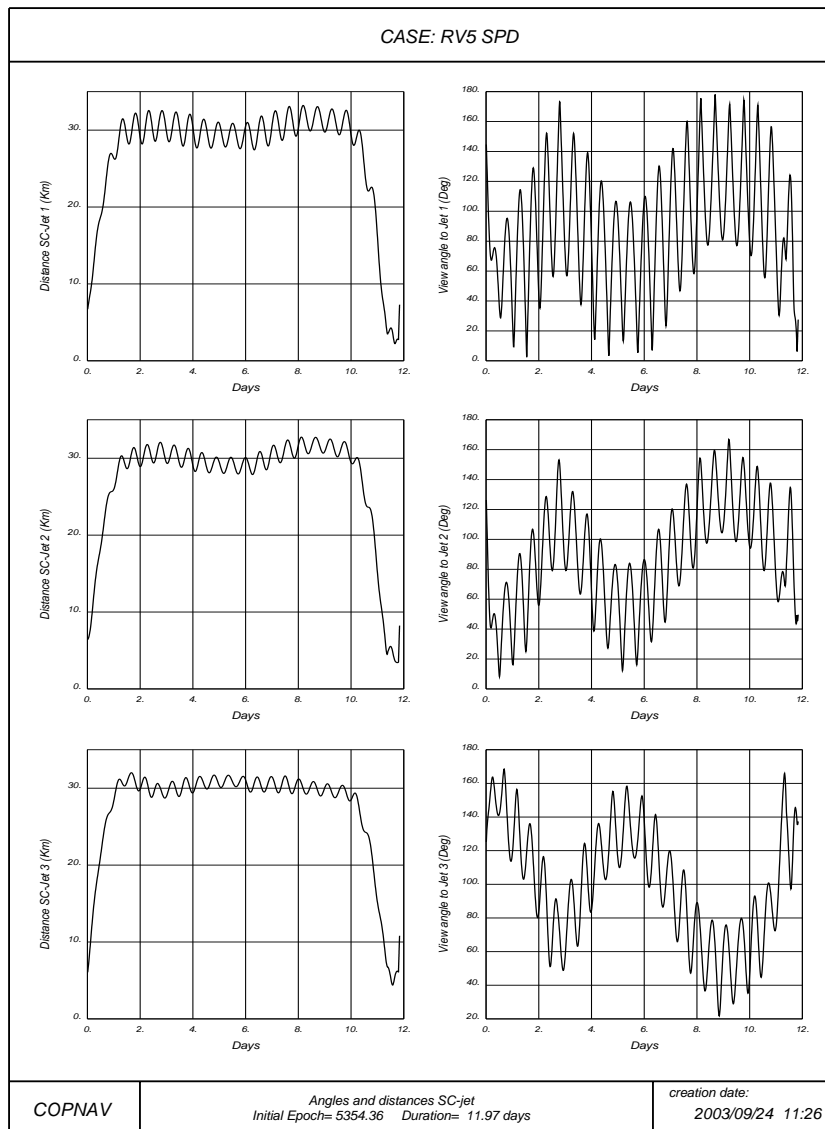 CASE: RV5 SPD
Distance SC-Jet 1 (Km)
30.
20.
10.
0.
0. 2. 4. 6. 8. 10. 12.
Days
View angle to Jet 1 (Deg)
180.
160.
140.
120.
100.
80.
60.
40.
20.
0.
0. 2. 4. 6. 8. 10. 12.
Days
Distance SC-Jet 2 (Km)
30.
20.
10.
0.
0. 2. 4. 6. 8. 10. 12.
Days
View angle to Jet 2 (Deg)
180.
160.
140.
120.
100.
80.
60.
40.
20.
0.
0. 2. 4. 6. 8. 10. 12.
Days
Distance SC-Jet 3 (Km)
30.
20.
10.
0.
0. 2. 4. 6. 8. 10. 12.
Days
View angle to Jet 3 (Deg)
180.
160.
140.
120.
100.
80.
60.
40.
20.
0. 2. 4. 6. 8. 10. 12.
Days
COPNAV
Angles and distances SC-jet
Initial Epoch= 5354.36 Duration= 11.97 days
creation date:
2003/09/24 11:26